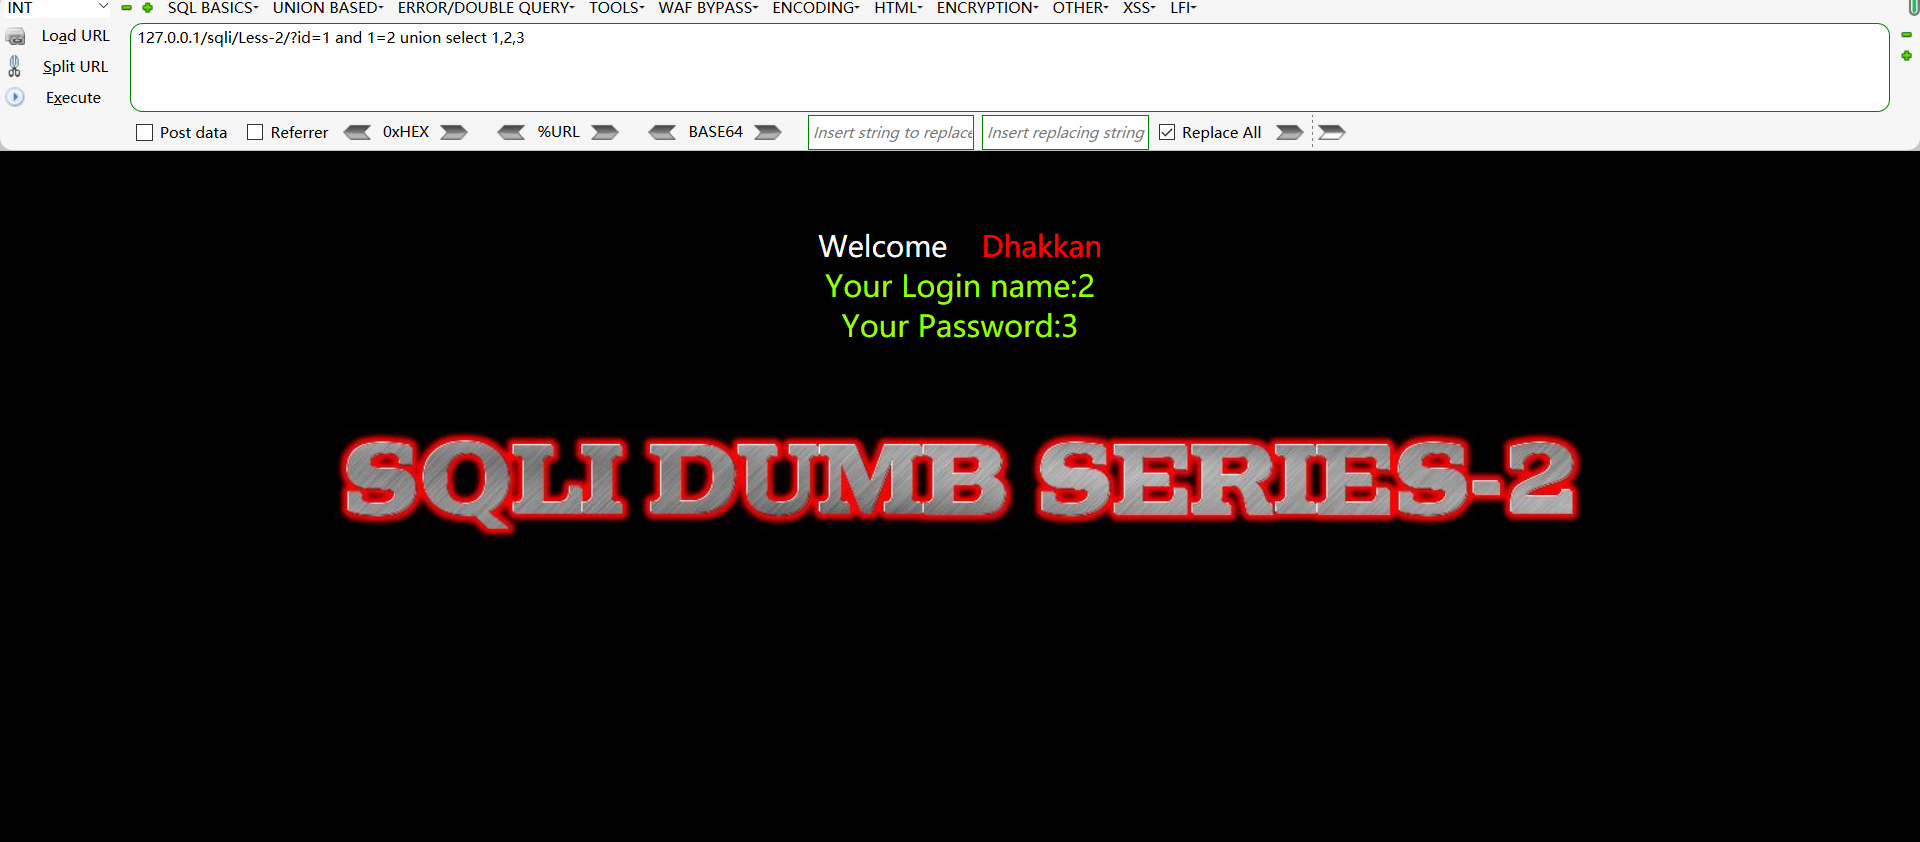 INT SQL BASICS UNION BASED ERROR/DOUBLE QUERY TOOLS WAF BYPASS ENCODING HTML ENCRYPTION OTHER XSS LFI
Load URL 127.0.0.1/sqli/Less-2/?id=1 and 1=2 union select 1,2,3
Split URL
Execute
Post data Referrer 0xHEX %URL BASE64 Insert string to replace Insert replacing string Replace All
Welcome Dhakkan
Your Login name:2
Your Password:3
SQLI DUMB SERIES-2